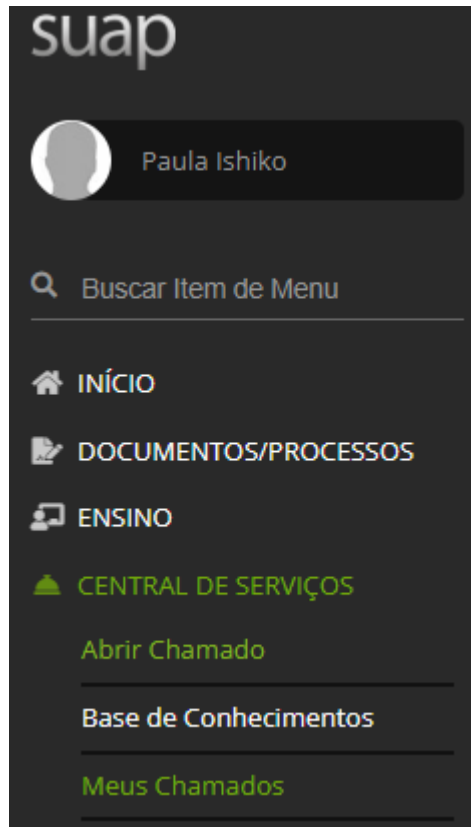 suap
Paula Ishiko
Buscar Item de Menu
INÍCIO
DOCUMENTOS/PROCESSOS
ENSINO
CENTRAL DE SERVIÇOS
Abrir Chamado
Base de Conhecimentos
Meus Chamados